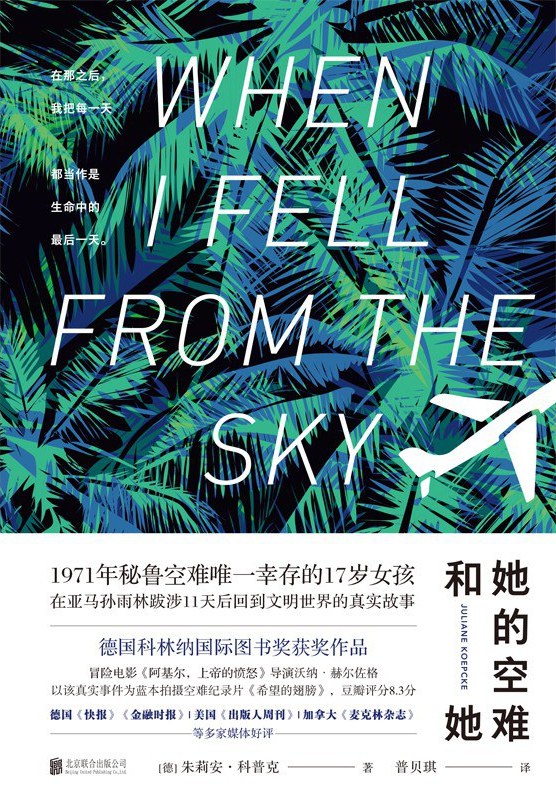 在那之后，
我把每一天
都当作是
生命中的
最后一天。
WHEN
I FELL
FROM THE
SKY
1971年秘鲁空难唯一幸存的17岁女孩
在亚马孙雨林跋涉11天后回到文明世界的真实故事
德国科林纳国际图书奖获奖作品
冒险电影《阿基尔，上帝的愤怒》导演沃纳·赫尔佐格
以该真实事件为蓝本拍摄空难纪录片《希望的翅膀》，豆瓣评分8.3分
德国《快报》《金融时报》|美国《出版人周刊》|加拿大《麦克林杂志》
等多家媒体好评
她的空难
和她
JULIANE KOEPCKE
北京联合出版公司
Beijing United Publishing Co.,Ltd.
[德] 朱莉安·科普克 著 普贝琪 译